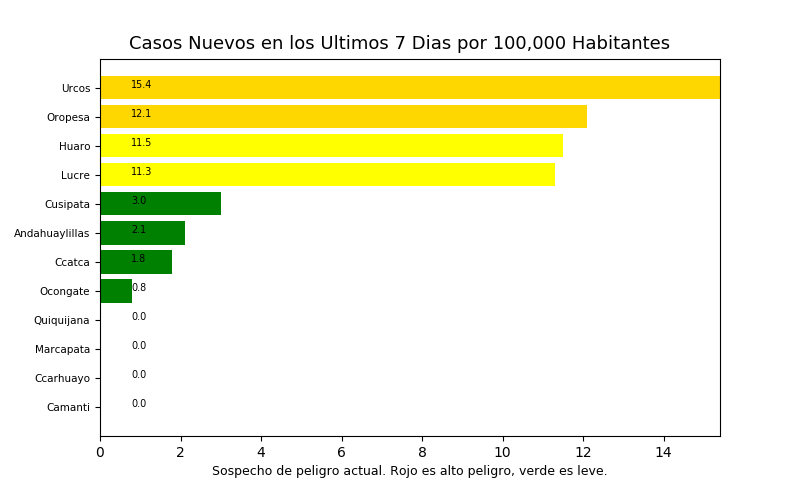 Casos Nuevos en los Ultimos 7 Dias por 100,000 Habitantes
Urcos 15.4
Oropesa 12.1
Huaro 11.5
Lucre 11.3
Cusipata 3.0
Andahuaylillas 2.1
Ccatca 1.8
Ocongate 0.8
Quiquijana 0.0
Marcapata 0.0
Ccarhuayo 0.0
Camanti 0.0
0 2 4 6 8 10 12 14
Sospecho de peligro actual. Rojo es alto peligro, verde es leve.